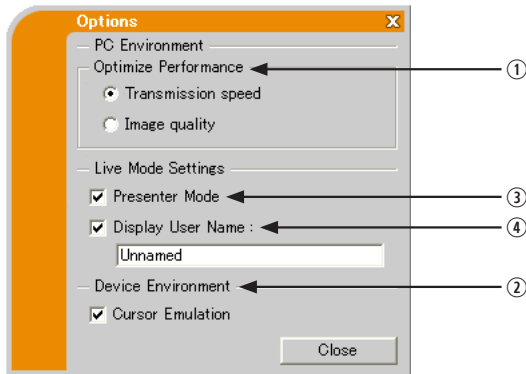 Options X
PC Environment
Optimize Performance ①
Transmission speed
Image quality
Live Mode Settings
Presenter Mode ③
Display User Name : ④
Unnamed
Device Environment ②
Cursor Emulation
Close